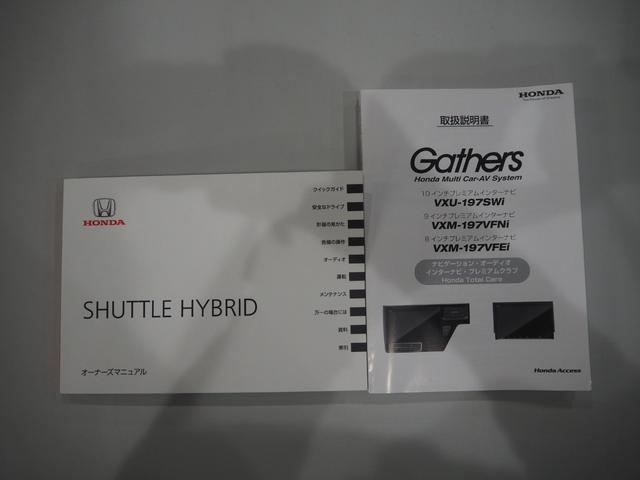 HONDA
SHUTTLE HYBRID
オーナーズマニュアル
クイックガイド
安全なドライブ
計器の見かた
各種の操作
オーディオ
運転
メンテナンス
万一の場合には
資料
索引
HONDA
The Power of Dreams
取扱説明書
Gathers
Honda Multi Car-AV System
10インチプレミアムインターナビ
VXU-197SWi
9インチプレミアムインターナビ
VXM-197VFNi
8インチプレミアムインターナビ
VXM-197VFEi
ナビゲーション・オーディオ
インターナビ・プレミアムクラブ
Honda Total Care
Honda Access